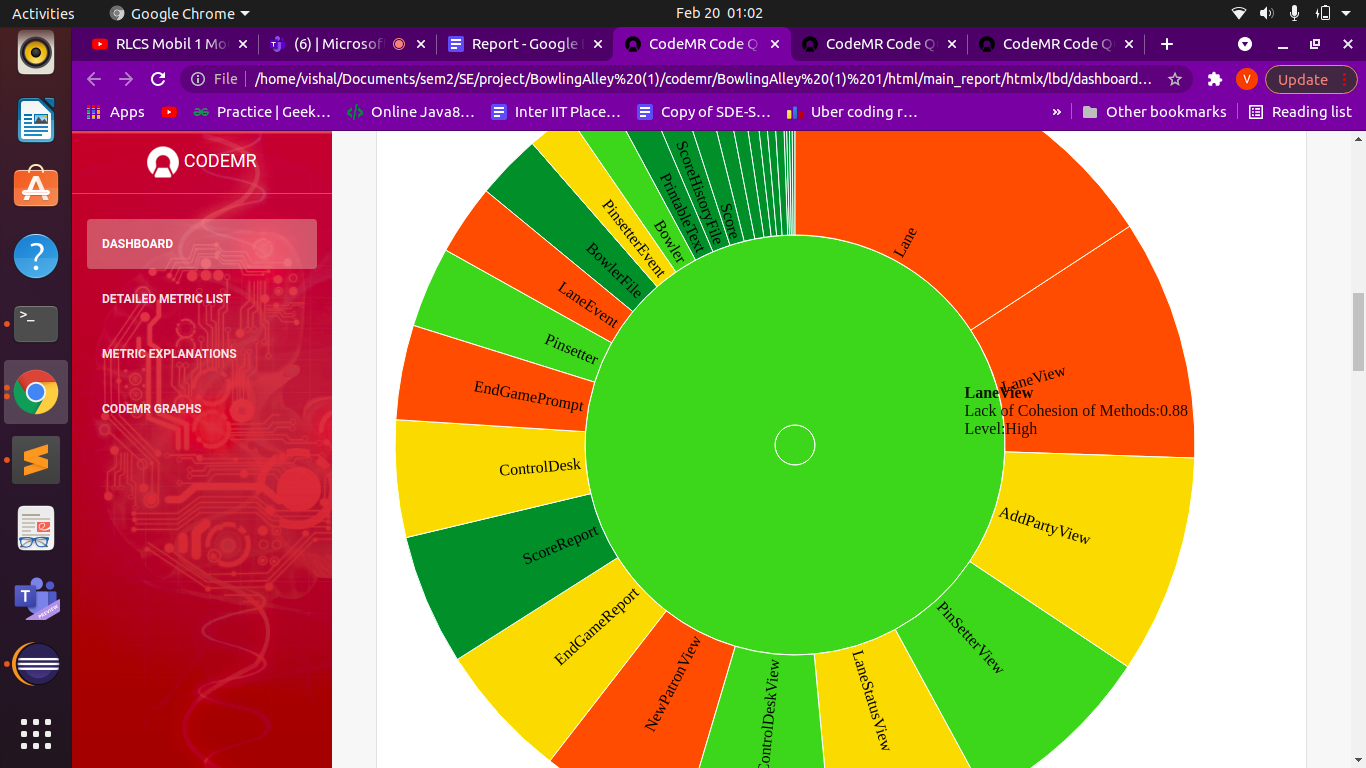 Activities
Google Chrome
Feb 20 01:02
RLCS Mobil 1 Mo
(6) | Microsof
Report - Google
CodeMR Code Q
CodeMR Code Q
CodeMR Code Q
File
/home/vishal/Documents/sem2/SE/project/BowlingAlley%20(1)/codemr/BowlingAlley%20(1)%201/html/main_report/htmlx/lbd/dashboard…
V
Update
Apps
Practice | Geek…
Online Java8…
Inter IIT Place…
Copy of SDE-S…
Uber coding r…
»
Other bookmarks
Reading list
CODEMR
DASHBOARD
DETAILED METRIC LIST
METRIC EXPLANATIONS
CODEMR GRAPHS
Score
ScoreHistoryFile
PrintableText
Bowler
PinsetterEvent
BowlerFile
LaneEvent
Pinsetter
EndGamePrompt
ControlDesk
ScoreReport
EndGameReport
NewPatronView
ControlDeskView
LaneStatusView
PinSetterView
AddPartyView
LaneView
Lane
LaneView
Lack of Cohesion of Methods:0.88
Level:High